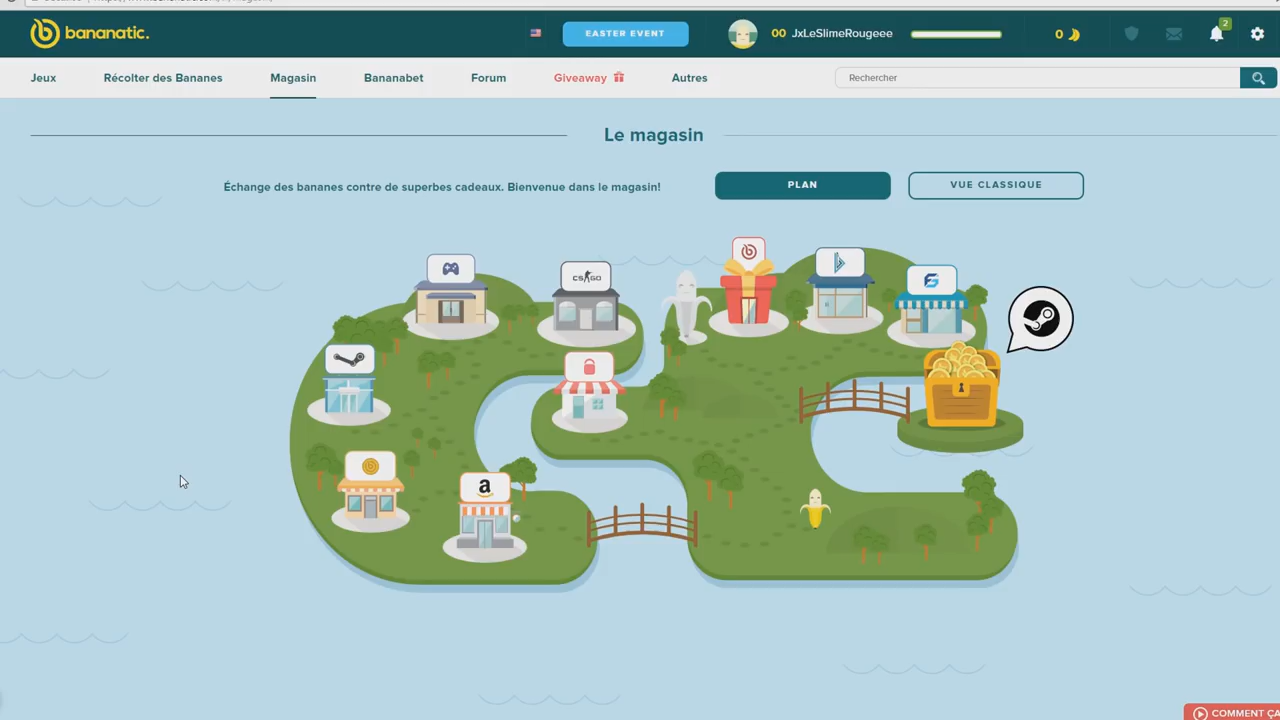 bananatic.
EASTER EVENT
00 JxLeSlimeRougeee
0
2
Jeux
Récolter des Bananes
Magasin
Bananabet
Forum
Giveaway
Autres
Rechercher
Le magasin
Échange des bananes contre de superbes cadeaux. Bienvenue dans le magasin!
PLAN
VUE CLASSIQUE
CS GO
a
COMMENT ÇA